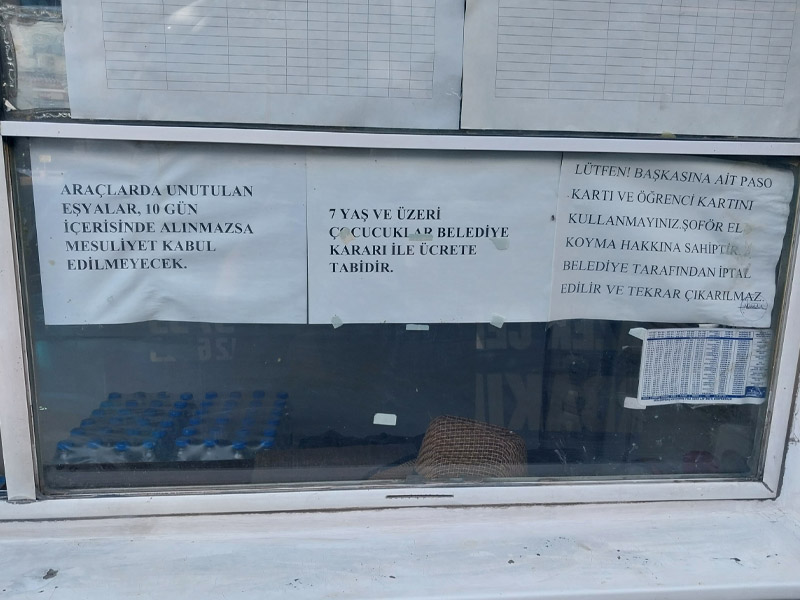 ARAÇLARDA UNUTULAN
EŞYALAR, 10 GÜN
İÇERİSİNDE ALINMAZSA
MESULİYET KABUL
EDİLMEYECEK.
7 YAŞ VE ÜZERİ
ÇOCUCUKLAR BELEDİYE
KARARI İLE ÜCRETE
TABİDİR.
LÜTFEN! BAŞKASINA AİT PASO
KARTI VE ÖĞRENCİ KARTINI
KULLANMAYINIZ.ŞOFÖR EL
KOYMA HAKKINA SAHİPTİR
BELEDİYE TARAFINDAN İPTAL
EDİLİR VE TEKRAR ÇIKARILMAZ.